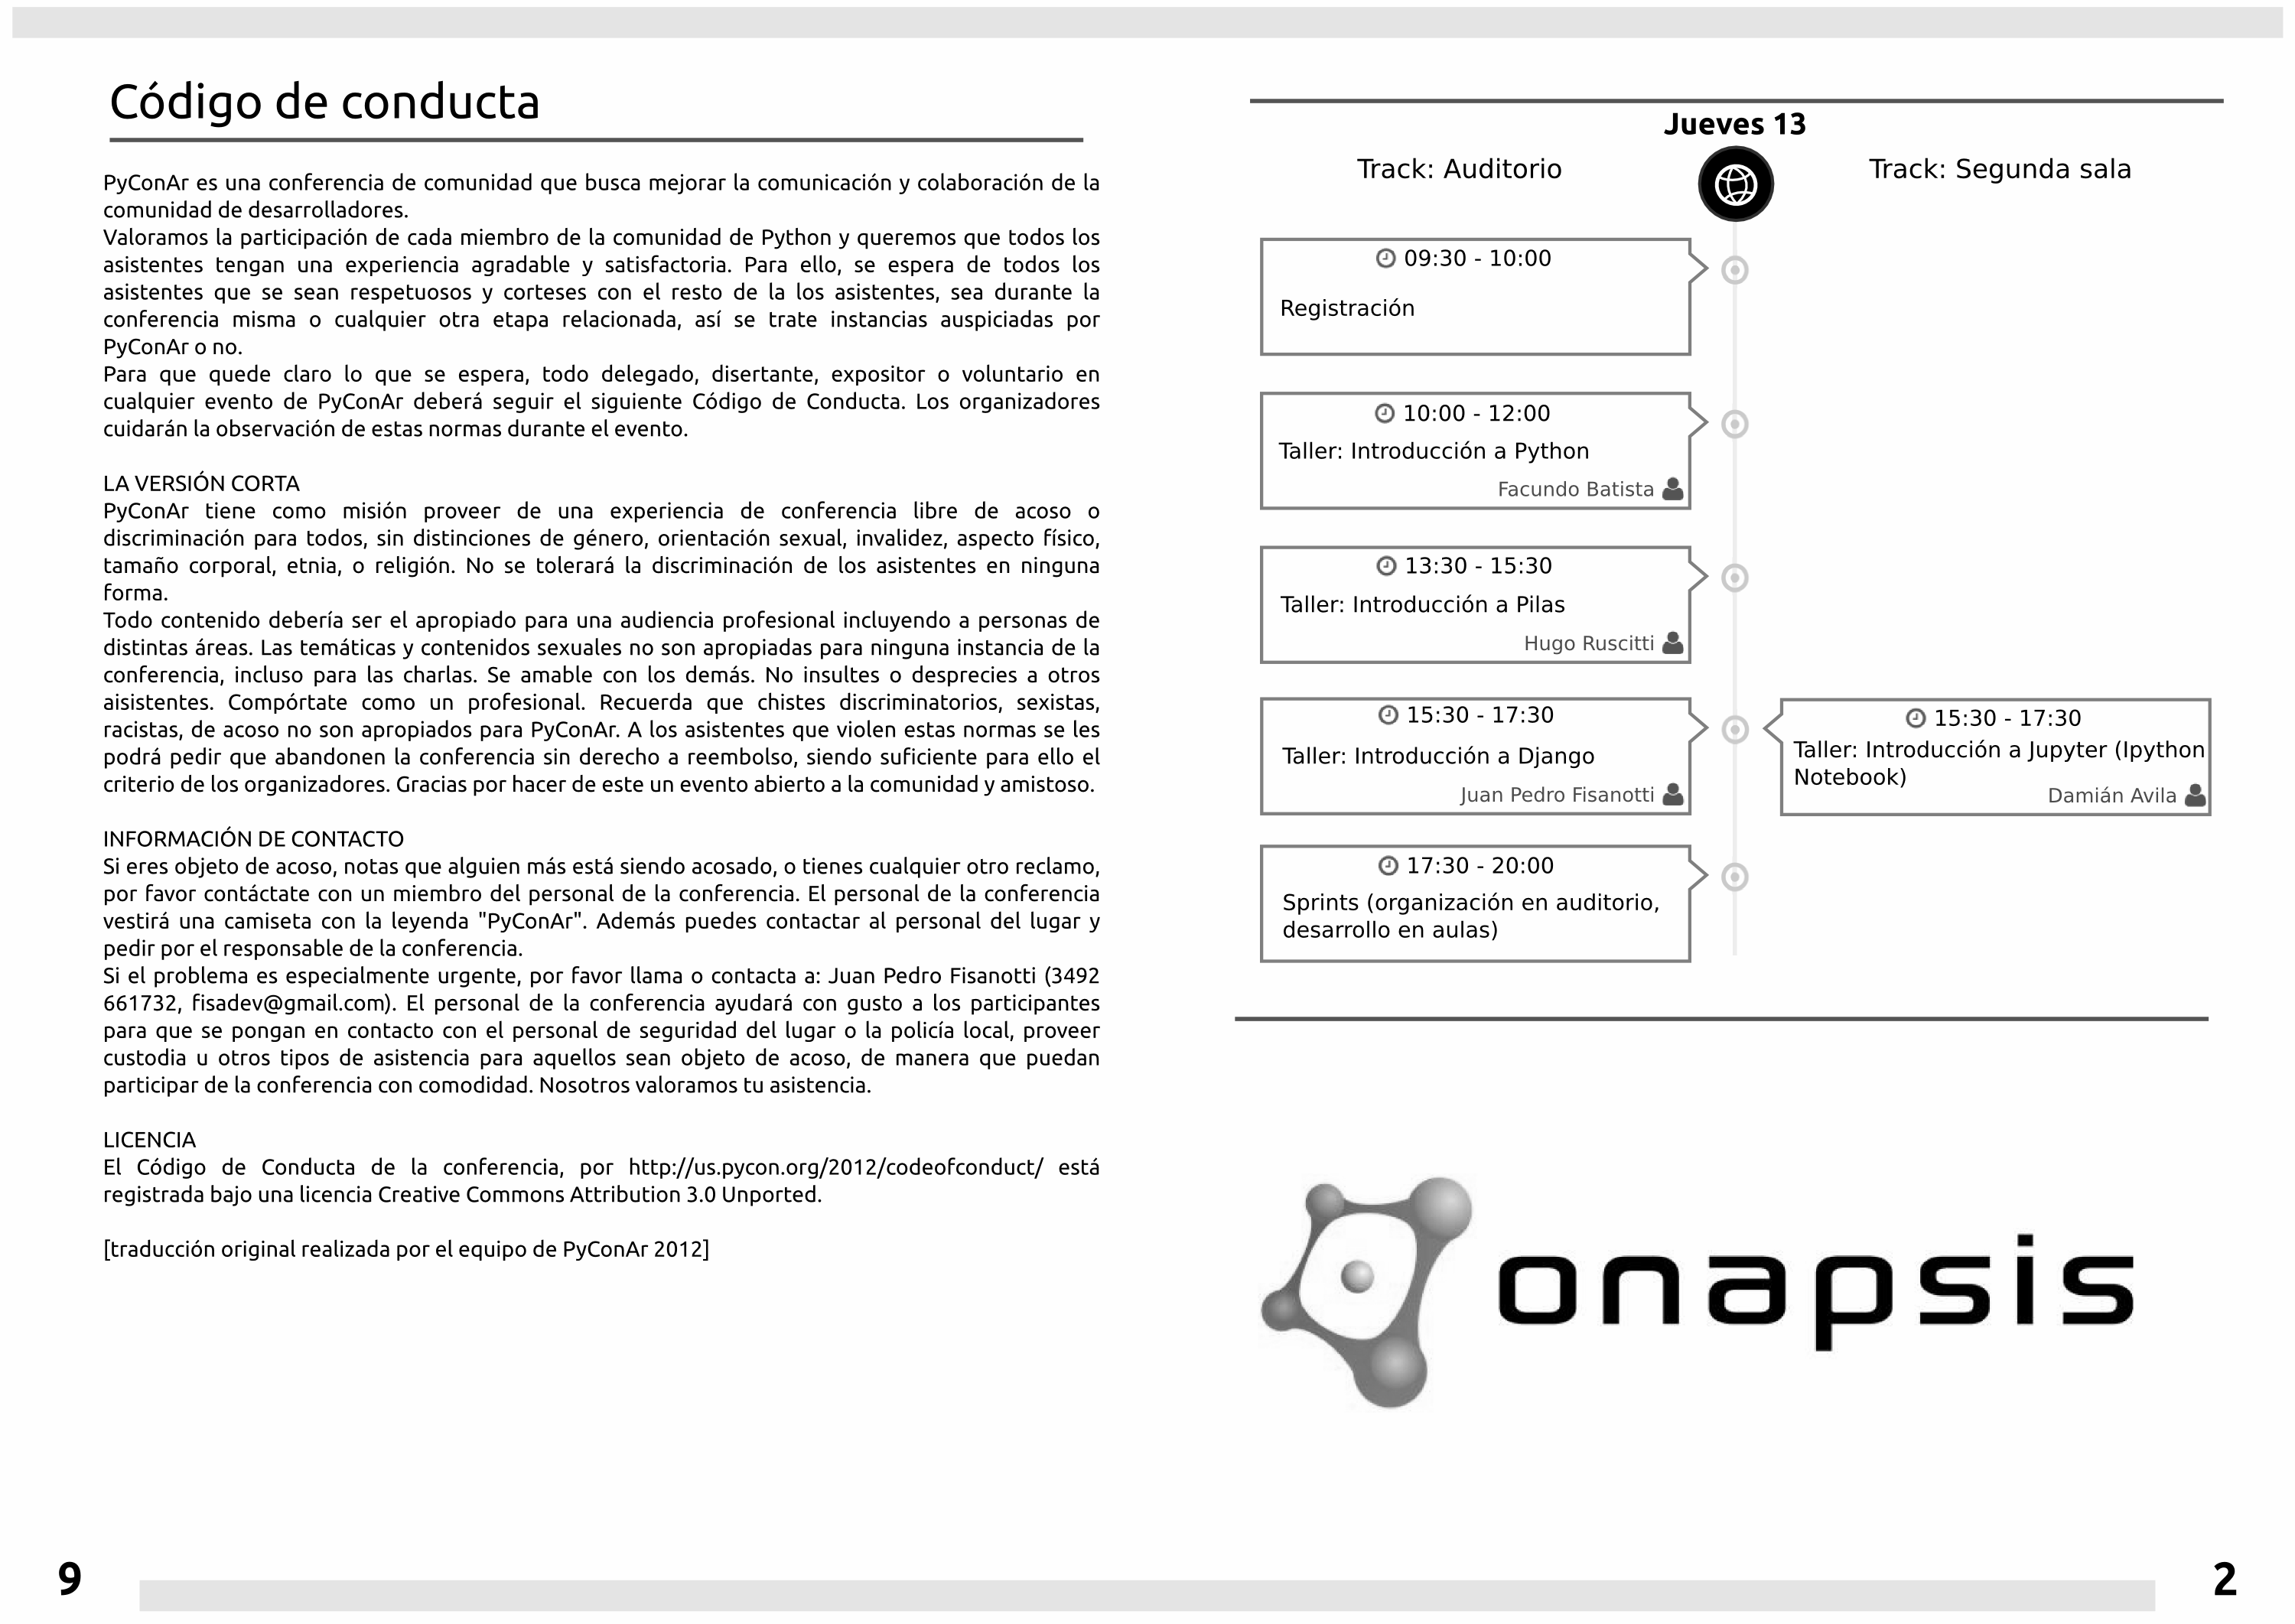 Código de conducta
PyConAr es una conferencia de comunidad que busca mejorar la comunicación y colaboración de la
comunidad de desarrolladores.
Valoramos la participación de cada miembro de la comunidad de Python y queremos que todos los
asistentes tengan una experiencia agradable y satisfactoria. Para ello, se espera de todos los
asistentes que se sean respetuosos y corteses con el resto de la los asistentes, sea durante la
conferencia misma o cualquier otra etapa relacionada, así se trate instancias auspiciadas por
PyConAr o no.
Para que quede claro lo que se espera, todo delegado, disertante, expositor o voluntario en
cualquier evento de PyConAr deberá seguir el siguiente Código de Conducta. Los organizadores
cuidarán la observación de estas normas durante el evento.
LA VERSIÓN CORTA
PyConAr tiene como misión proveer de una experiencia de conferencia libre de acoso o
discriminación para todos, sin distinciones de género, orientación sexual, invalidez, aspecto físico,
tamaño corporal, etnia, o religión. No se tolerará la discriminación de los asistentes en ninguna
forma.
Todo contenido debería ser el apropiado para una audiencia profesional incluyendo a personas de
distintas áreas. Las temáticas y contenidos sexuales no son apropiadas para ninguna instancia de la
conferencia, incluso para las charlas. Se amable con los demás. No insultes o desprecies a otros
aisistentes. Compórtate como un profesional. Recuerda que chistes discriminatorios, sexistas,
racistas, de acoso no son apropiados para PyConAr. A los asistentes que violen estas normas se les
podrá pedir que abandonen la conferencia sin derecho a reembolso, siendo suficiente para ello el
criterio de los organizadores. Gracias por hacer de este un evento abierto a la comunidad y amistoso.
INFORMACIÓN DE CONTACTO
Si eres objeto de acoso, notas que alguien más está siendo acosado, o tienes cualquier otro reclamo,
por favor contáctate con un miembro del personal de la conferencia. El personal de la conferencia
vestirá una camiseta con la leyenda "PyConAr". Además puedes contactar al personal del lugar y
pedir por el responsable de la conferencia.
Si el problema es especialmente urgente, por favor llama o contacta a: Juan Pedro Fisanotti (3492
661732, fisadev@gmail.com). El personal de la conferencia ayudará con gusto a los participantes
para que se pongan en contacto con el personal de seguridad del lugar o la policía local, proveer
custodia u otros tipos de asistencia para aquellos sean objeto de acoso, de manera que puedan
participar de la conferencia con comodidad. Nosotros valoramos tu asistencia.
LICENCIA
El Código de Conducta de la conferencia, por http://us.pycon.org/2012/codeofconduct/ está
registrada bajo una licencia Creative Commons Attribution 3.0 Unported.
[traducción original realizada por el equipo de PyConAr 2012]
9
Jueves 13
Track: Auditorio
Track: Segunda sala
09:30 - 10:00
Registración
10:00 - 12:00
Taller: Introducción a Python
Facundo Batista
13:30 - 15:30
Taller: Introducción a Pilas
Hugo Ruscitti
15:30 - 17:30
Taller: Introducción a Django
Juan Pedro Fisanotti
15:30 - 17:30
Taller: Introducción a Jupyter (Ipython
Notebook)
Damián Avila
17:30 - 20:00
Sprints (organización en auditorio,
desarrollo en aulas)
onapsis
2